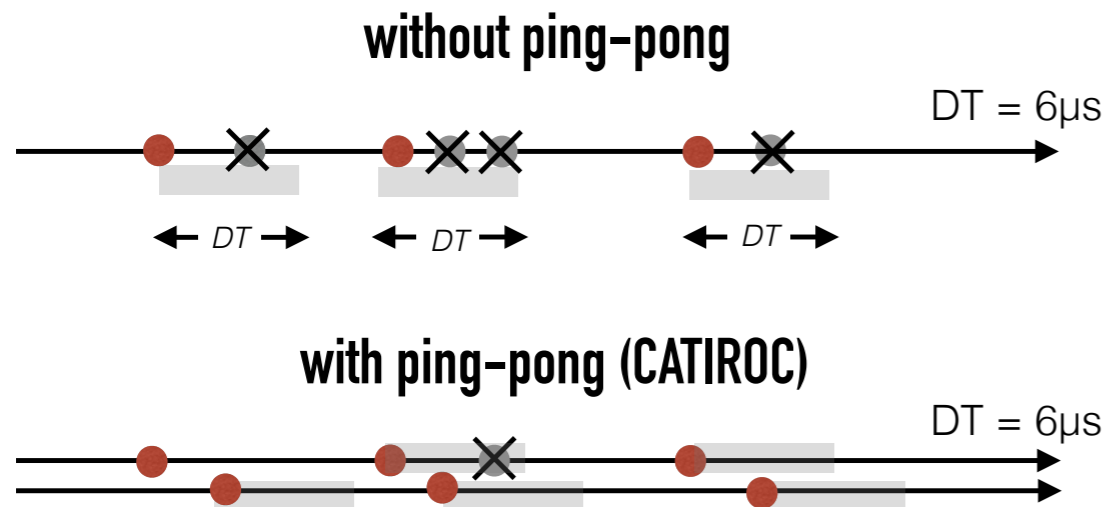 without ping-pong
DT = 6µs
DT
DT
DT
with ping-pong (CATIROC)
DT = 6µs